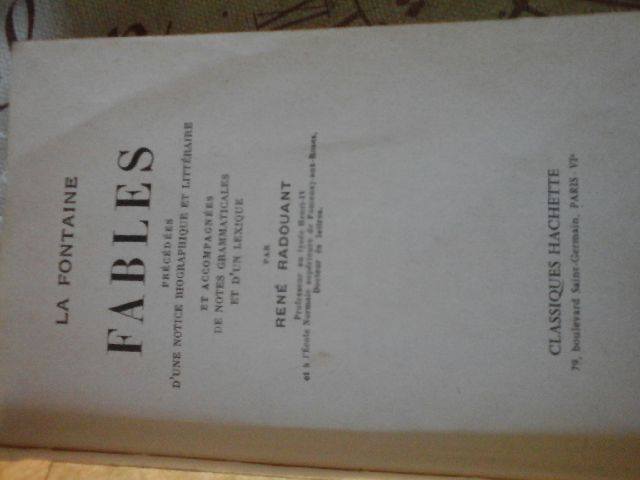 LA FONTAINE
FABLES
PRÉCÉDÉES
D'UNE NOTICE BIOGRAPHIQUE ET LITTÉRAIRE
ET ACCOMPAGNÉES
DE NOTES GRAMMATICALES
ET D'UN LEXIQUE
PAR
RENÉ RADOUANT
Professeur au lycée Henri-IV
et à l'École Normale supérieure de Fontenay-aux-Roses,
Docteur ès lettres.
CLASSIQUES HACHETTE
79, boulevard Saint-Germain, PARIS-VIᵉ